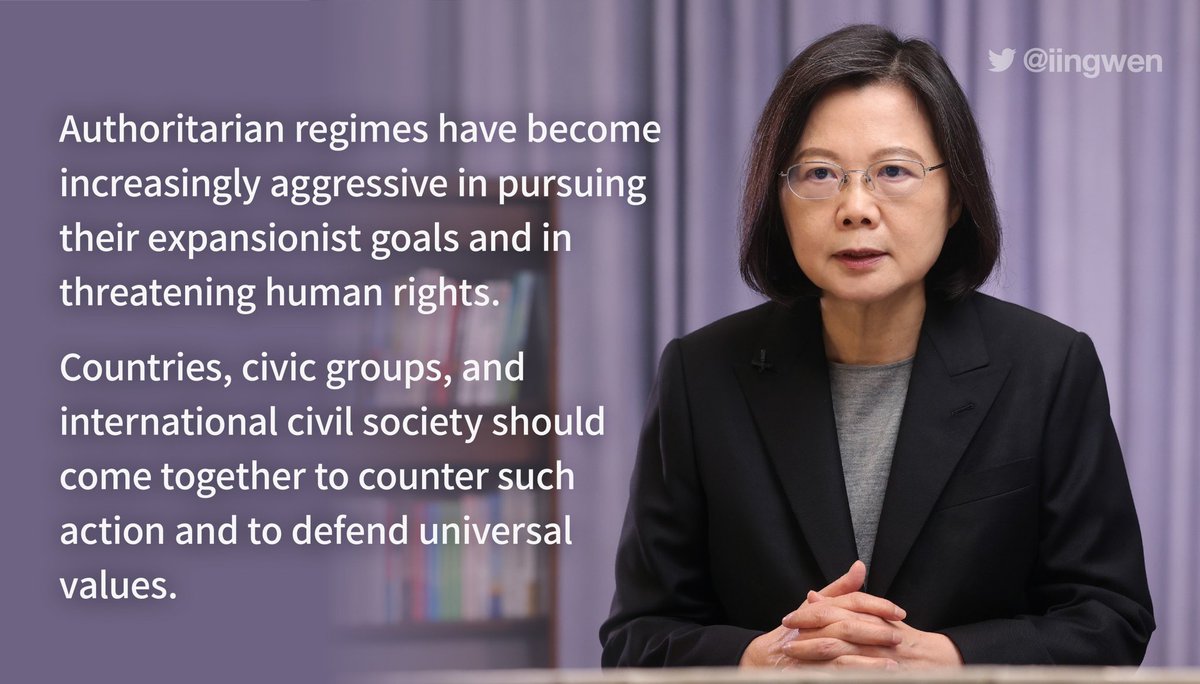 @iingwen
Authoritarian regimes have become
increasingly aggressive in pursuing
their expansionist goals and in
threatening human rights.
Countries, civic groups, and
international civil society should
come together to counter such
action and to defend universal
values.